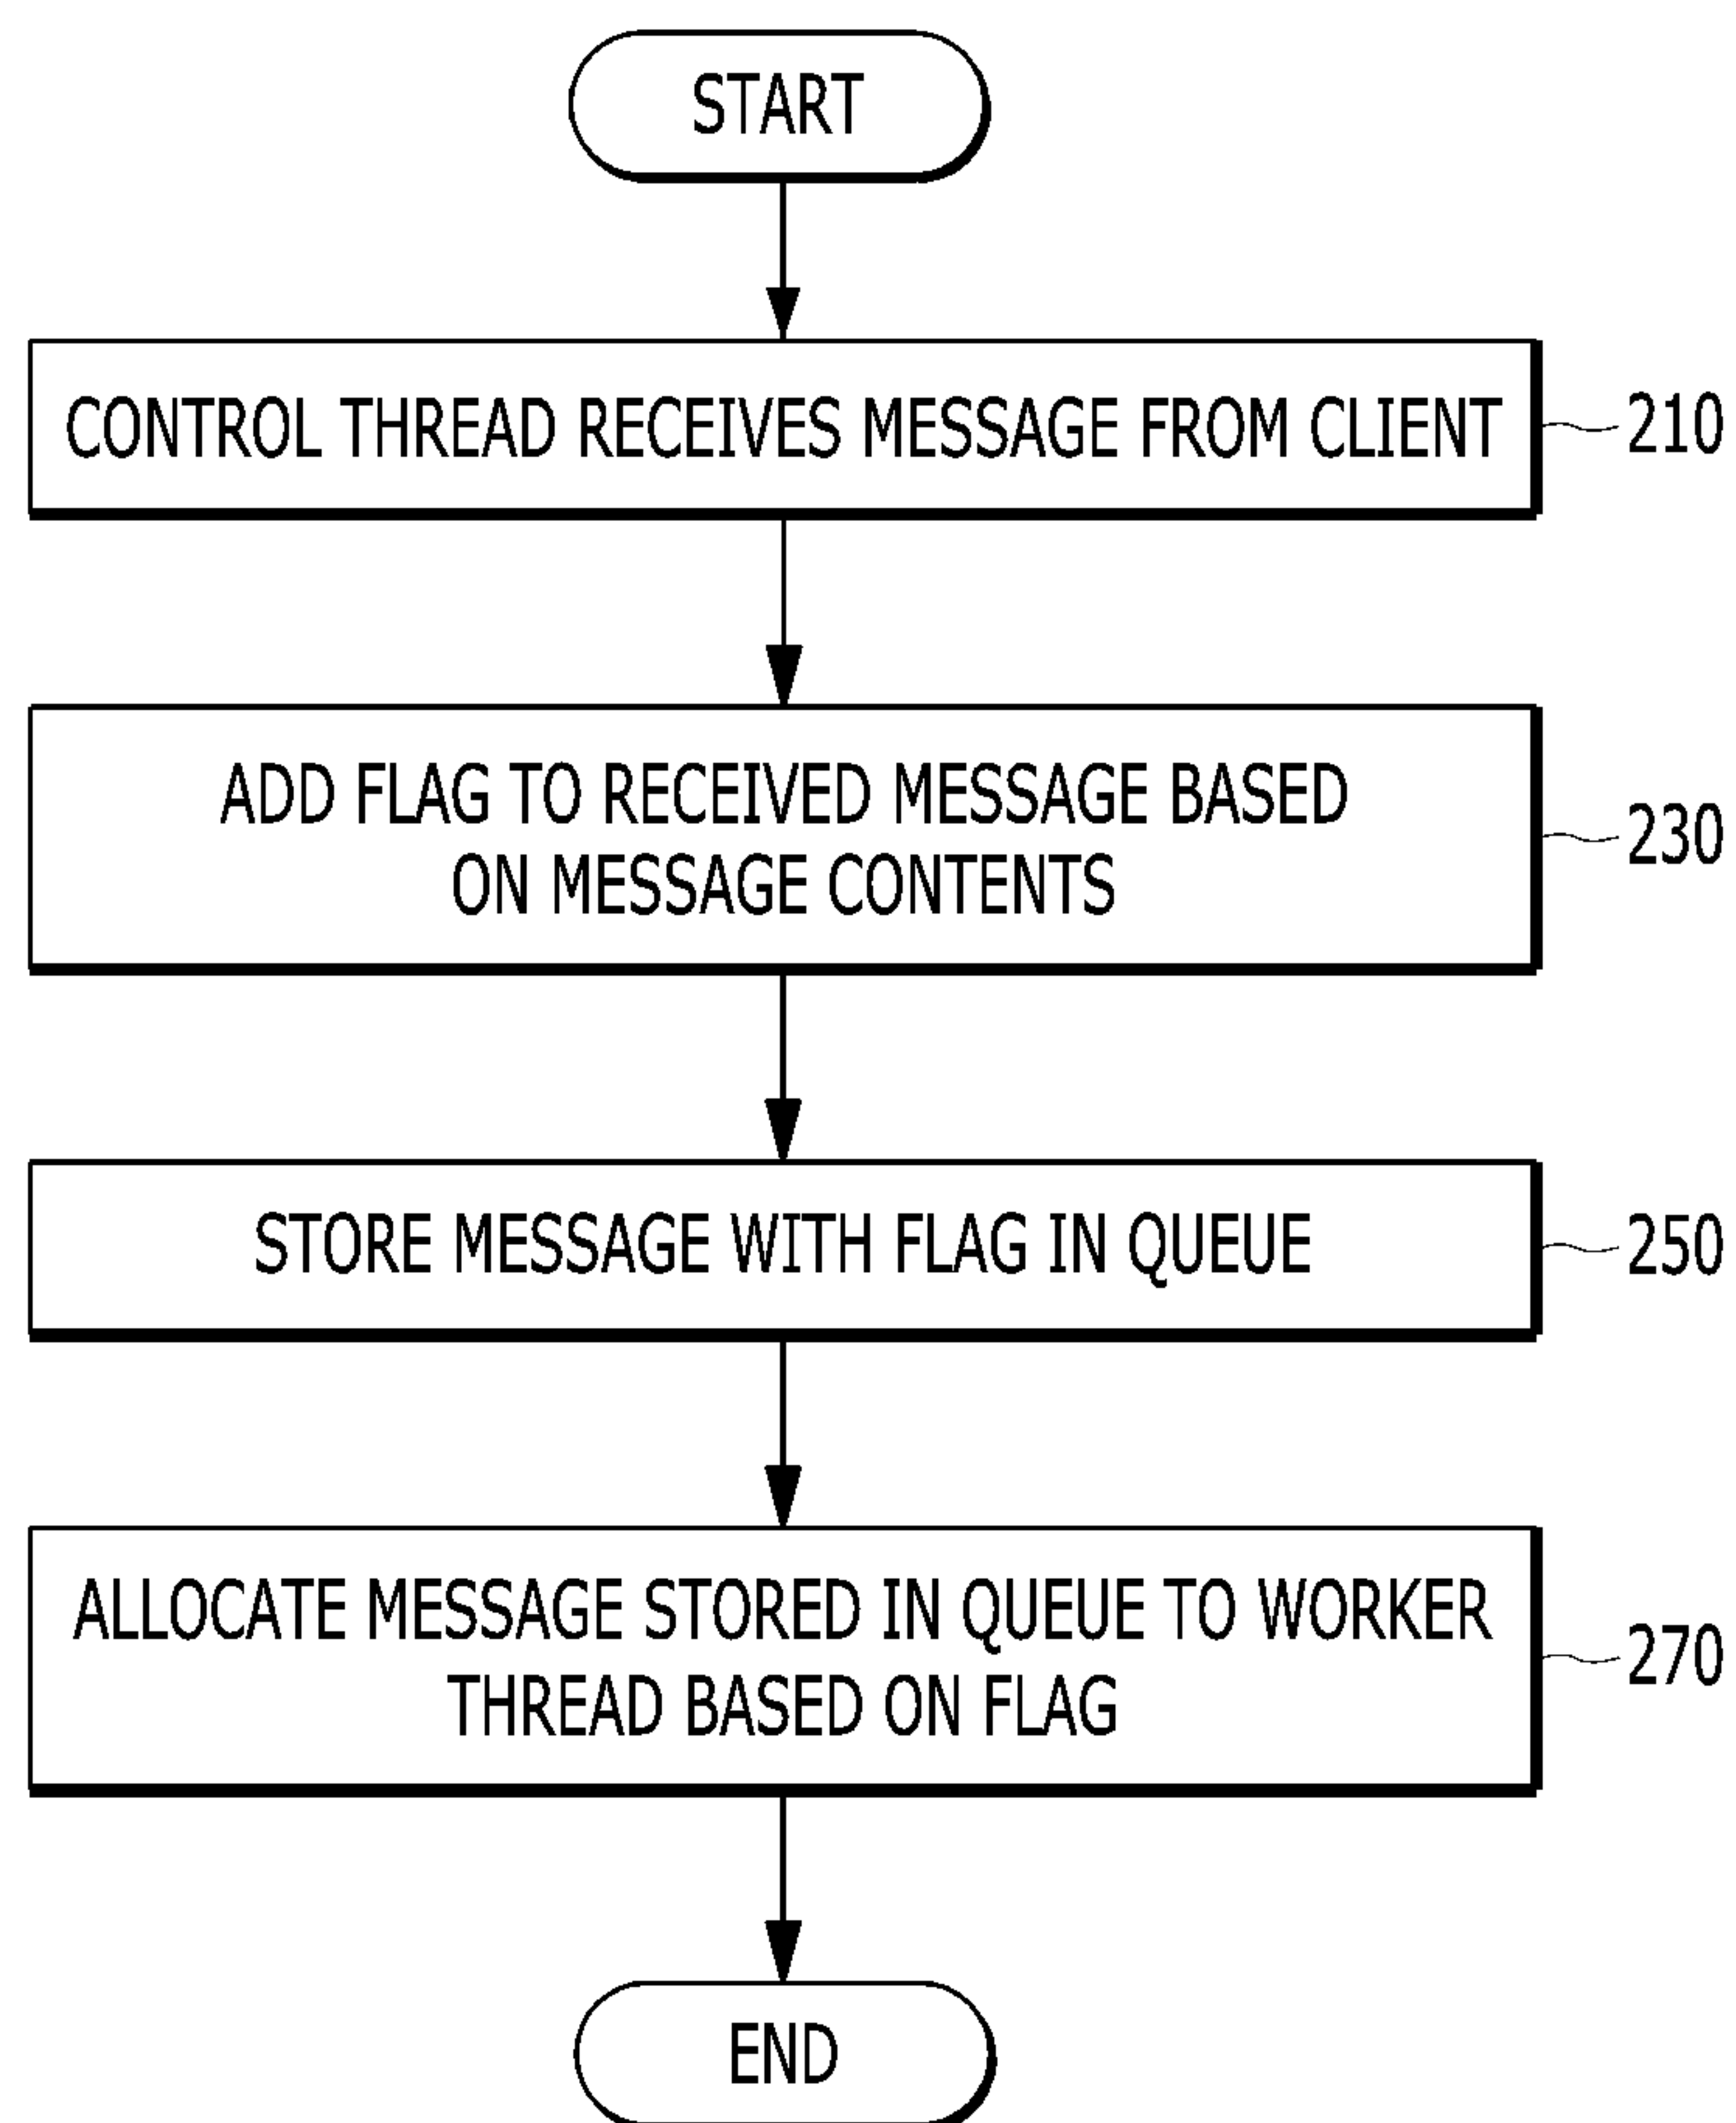 START
CONTROL THREAD RECEIVES MESSAGE FROM CLIENT
210
ADD FLAG TO RECEIVED MESSAGE BASED
ON MESSAGE CONTENTS
230
STORE MESSAGE WITH FLAG IN QUEUE
250
ALLOCATE MESSAGE STORED IN QUEUE TO WORKER
THREAD BASED ON FLAG
270
END